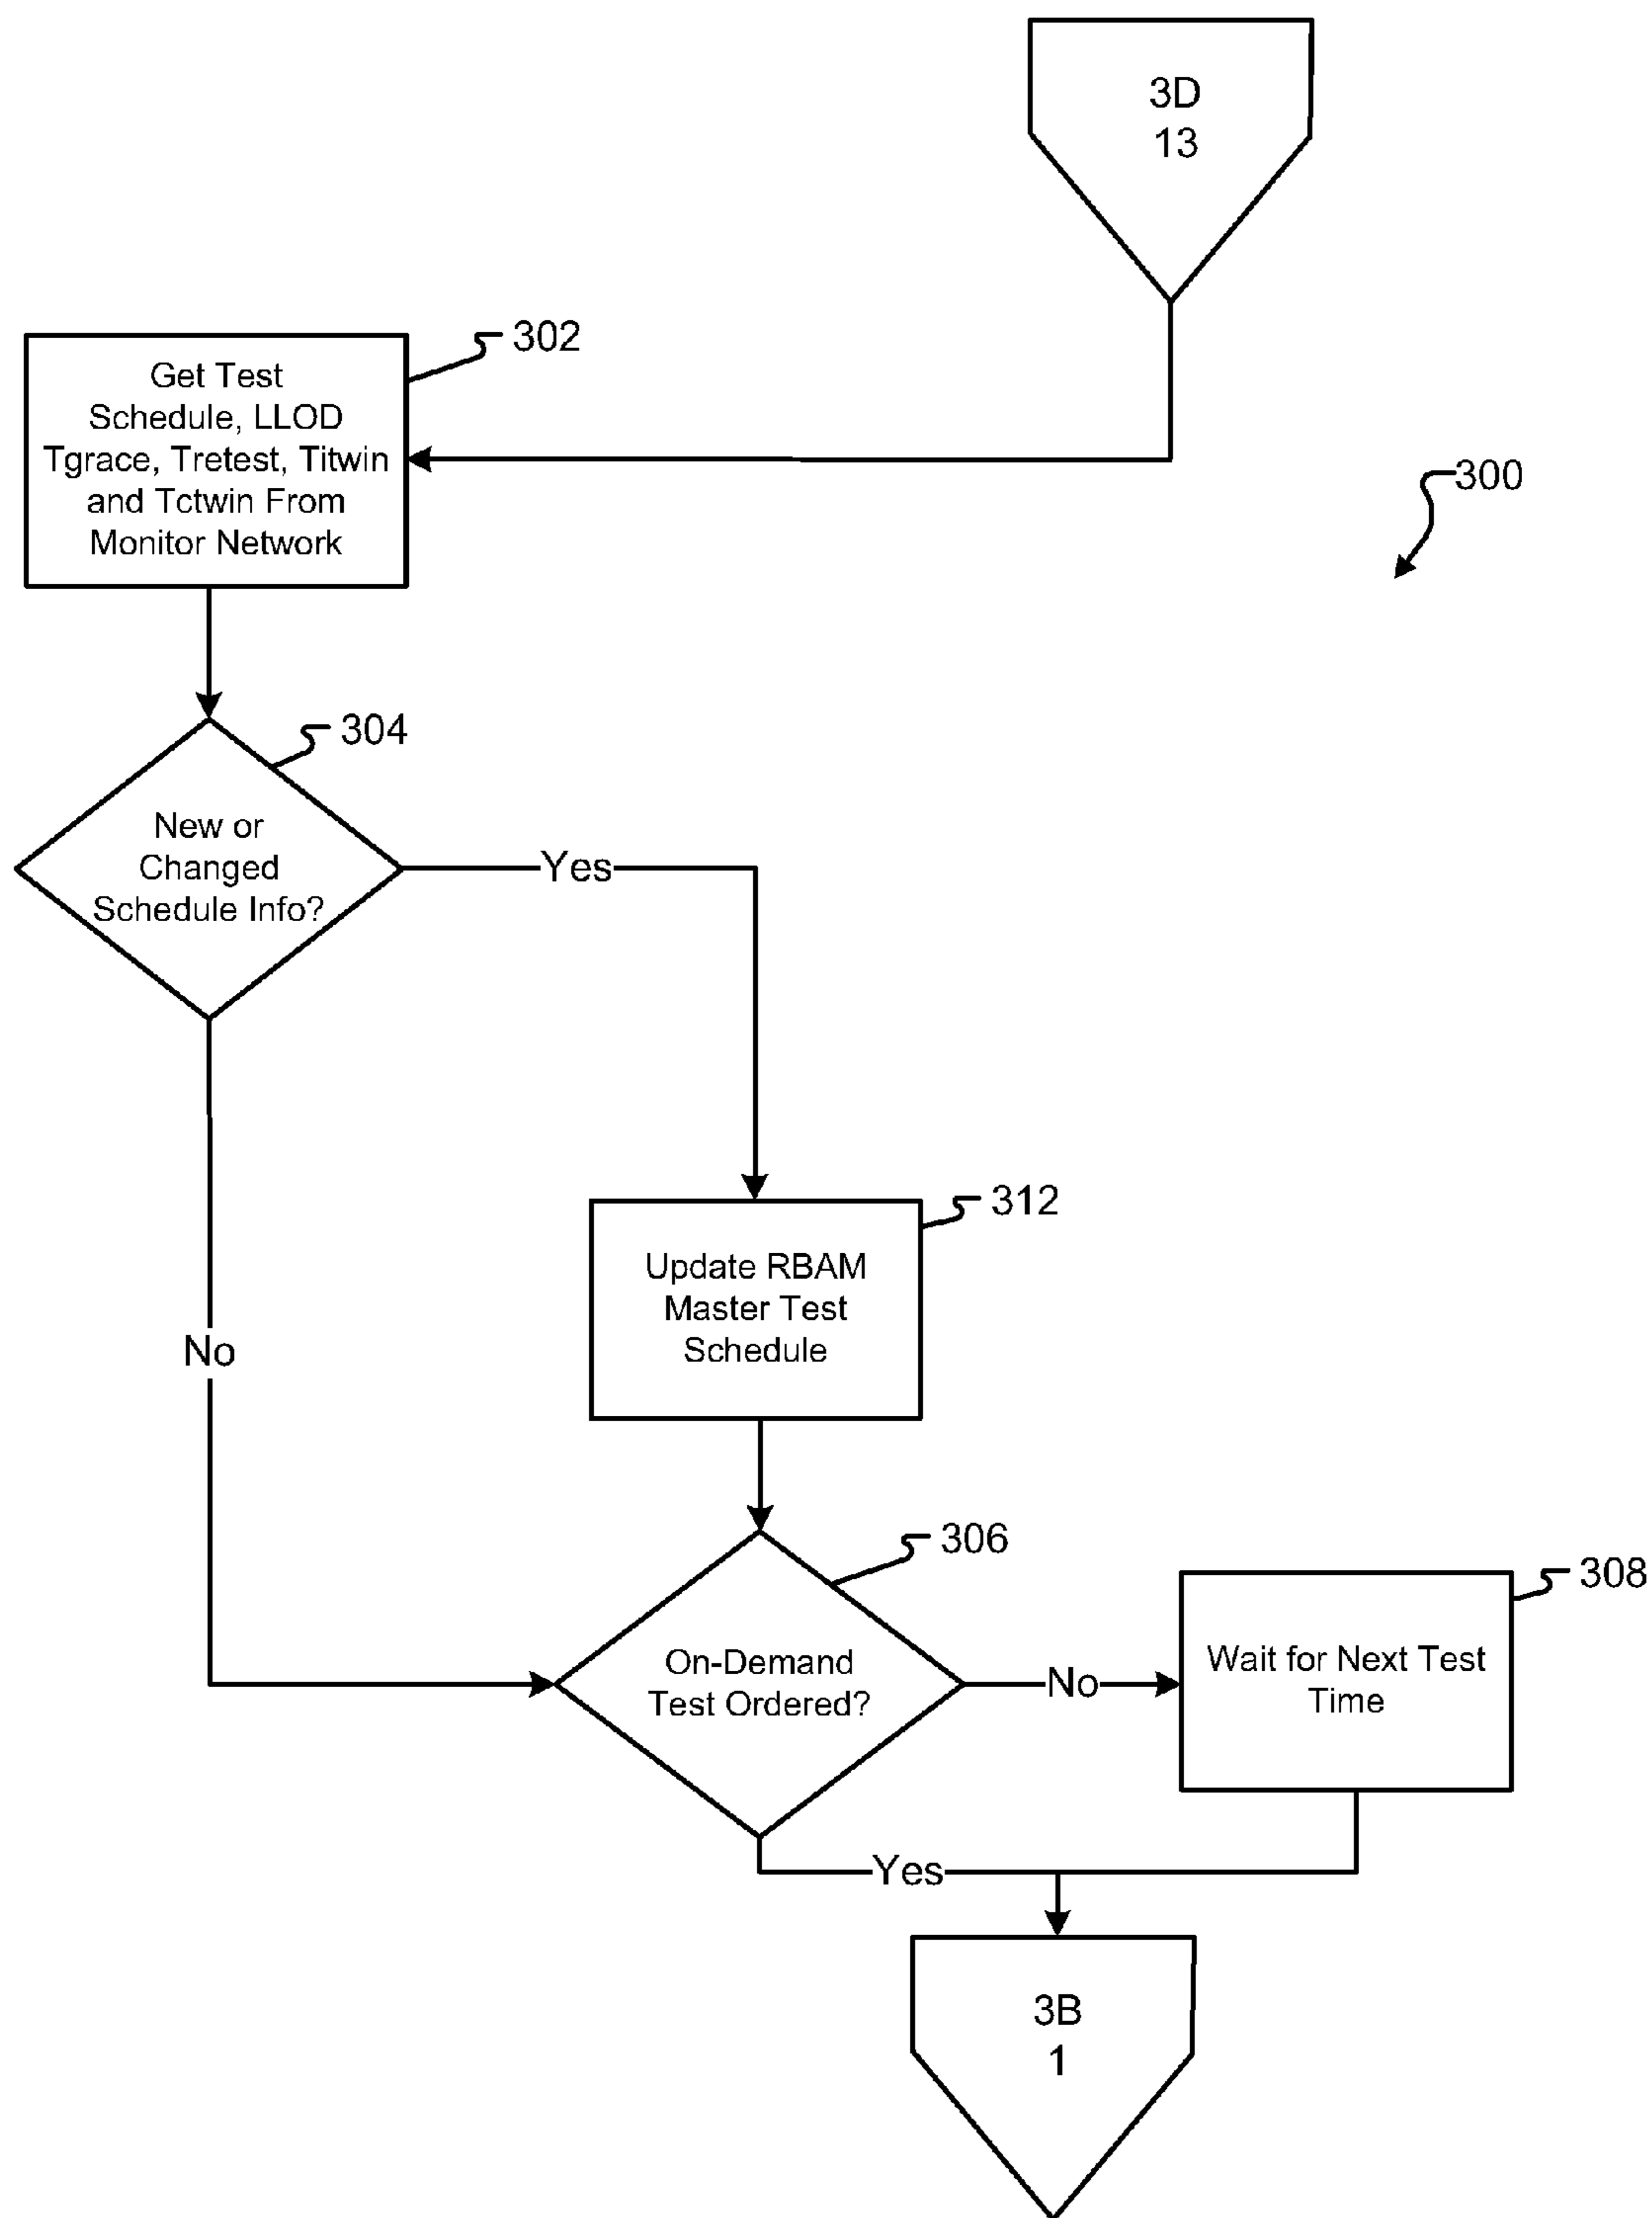 3D
13
302
Get Test
Schedule, LLOD
Tgrace, Tretest, Titwin
and Tctwin From
Monitor Network
300
304
New or
Changed
Schedule Info?
Yes
312
Update RBAM
Master Test
Schedule
No
306
On-Demand
Test Ordered?
No
308
Wait for Next Test
Time
Yes
3B
1